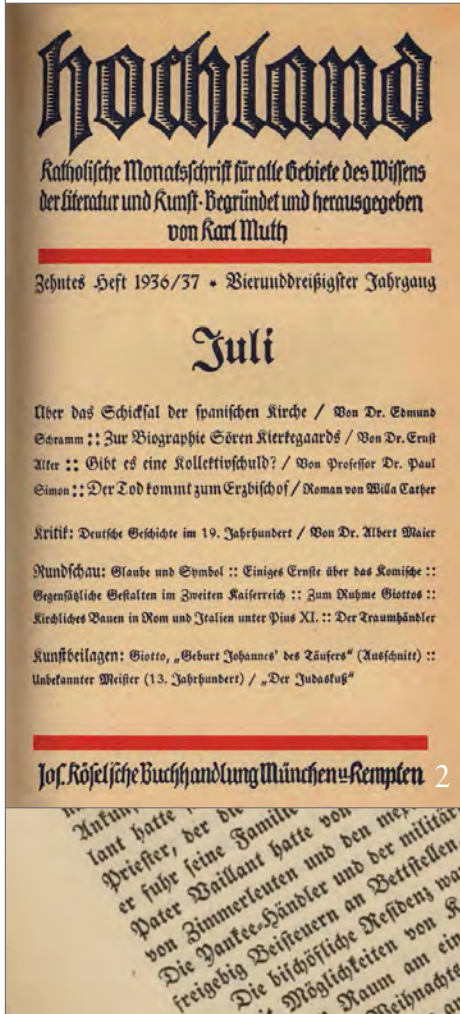 Hochland
Katholische Monatsschrift für alle Gebiete des Wissens
der Literatur und Kunst · Begründet und herausgegeben
von Karl Muth
Zehntes Heft 1936/37 * Vierunddreißigster Jahrgang
Juli
Über das Schicksal der spanischen Kirche / Von Dr. Edmund
Schramm :: Zur Biographie Sören Kierkegaards / Von Dr. Ernst
Alker :: Gibt es eine Kollektivschuld? / Von Professor Dr. Paul
Simon :: Der Tod kommt zum Erzbischof / Roman von Willa Cather
Kritik: Deutsche Geschichte im 19. Jahrhundert / Von Dr. Albert Maier
Rundschau: Glaube und Symbol :: Einiges Ernste über das Komische ::
Gegensätzliche Gestalten im Zweiten Kaiserreich :: Zum Ruhme Giottos ::
Kirchliches Bauen in Rom und Italien unter Pius XI. :: Der Traumhändler
Kunstbeilagen: Giotto, „Geburt Johannes' des Täufers“ (Ausschnitt) ::
Unbekannter Meister (13. Jahrhundert) / „Der Judaskuß“
Jos. Köselsche Buchhandlung München u. Kempten 2
lant hatte
Priester, der die
er fuhr seine Familie
Pater Vaillant hatte von
von Zimmerleuten und den
Die Yankee-Händler und der militär
freigebig Beisteuern an Bettstellen,
Die bischöfliche Residenz war
Möglichkeiten von
Raum am ein
Weihnachts